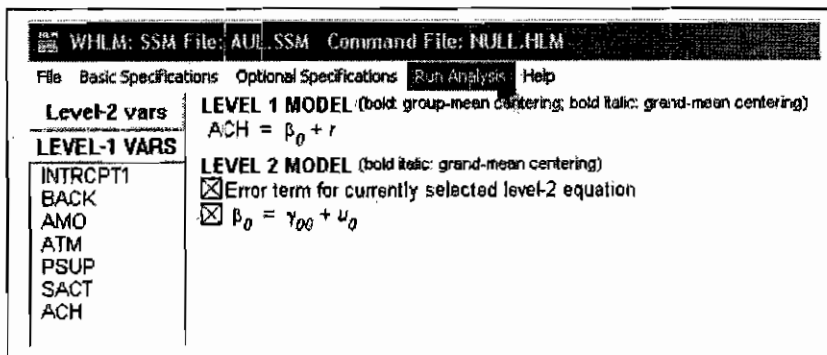 WHLM: SSM File: AUL.SSM Command File: NULL.HLM
File Basic Specifications Optional Specifications Run Analysis Help
Level-2 vars
LEVEL-1 VARS
INTRCPT1
BACK
AMO
ATM
PSUP
SACT
ACH
LEVEL 1 MODEL (bold: group-mean centering; bold italic: grand-mean centering)
ACH = β₀ + r
LEVEL 2 MODEL (bold italic: grand-mean centering)
Error term for currently selected level-2 equation
β₀ = γ₀₀ + u₀